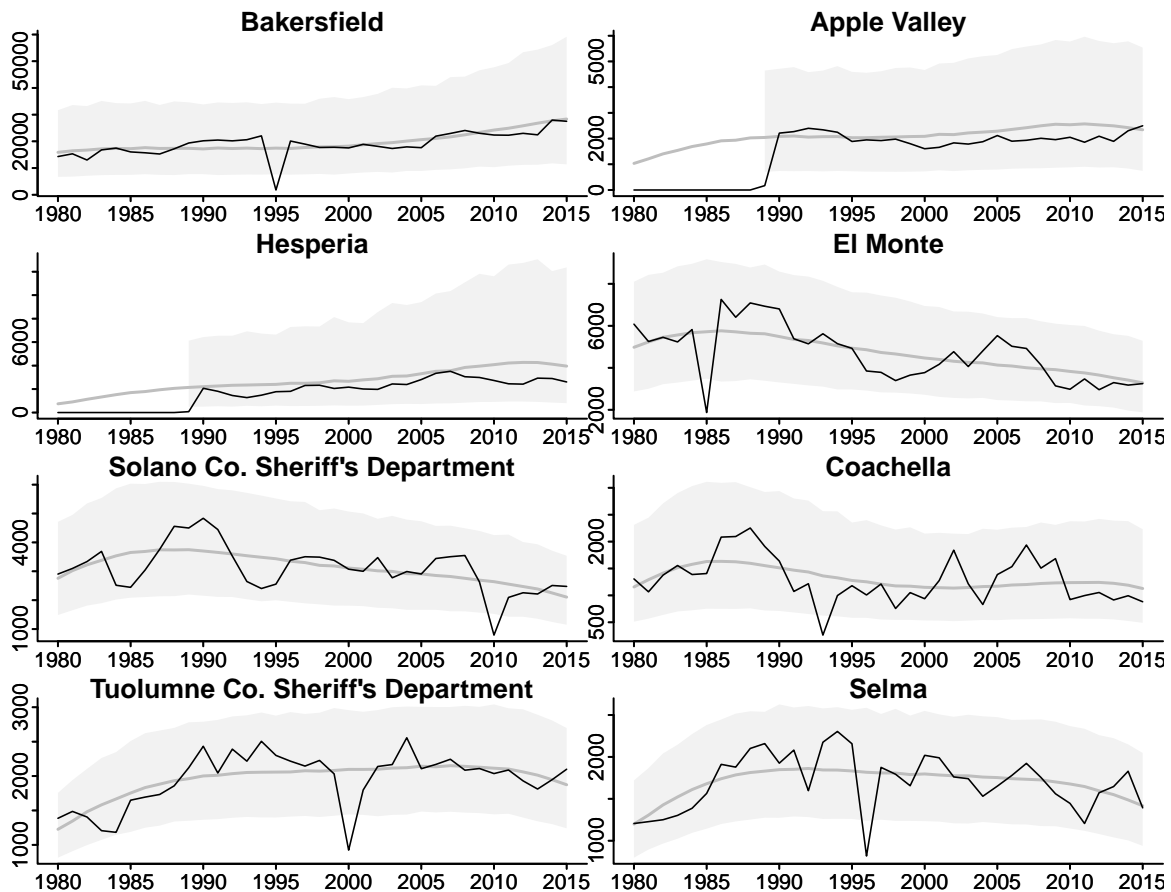 Bakersfield
0 20000 50000
1980 1985 1990 1995 2000 2005 2010 2015
Apple Valley
0 2000 5000
1980 1985 1990 1995 2000 2005 2010 2015
Hesperia
0 6000
1980 1985 1990 1995 2000 2005 2010 2015
El Monte
2000 6000
1980 1985 1990 1995 2000 2005 2010 2015
Solano Co. Sheriff's Department
1000 4000
1980 1985 1990 1995 2000 2005 2010 2015
Coachella
500 2000
1980 1985 1990 1995 2000 2005 2010 2015
Tuolumne Co. Sheriff's Department
1000 2000 3000
1980 1985 1990 1995 2000 2005 2010 2015
Selma
1000 2000
1980 1985 1990 1995 2000 2005 2010 2015